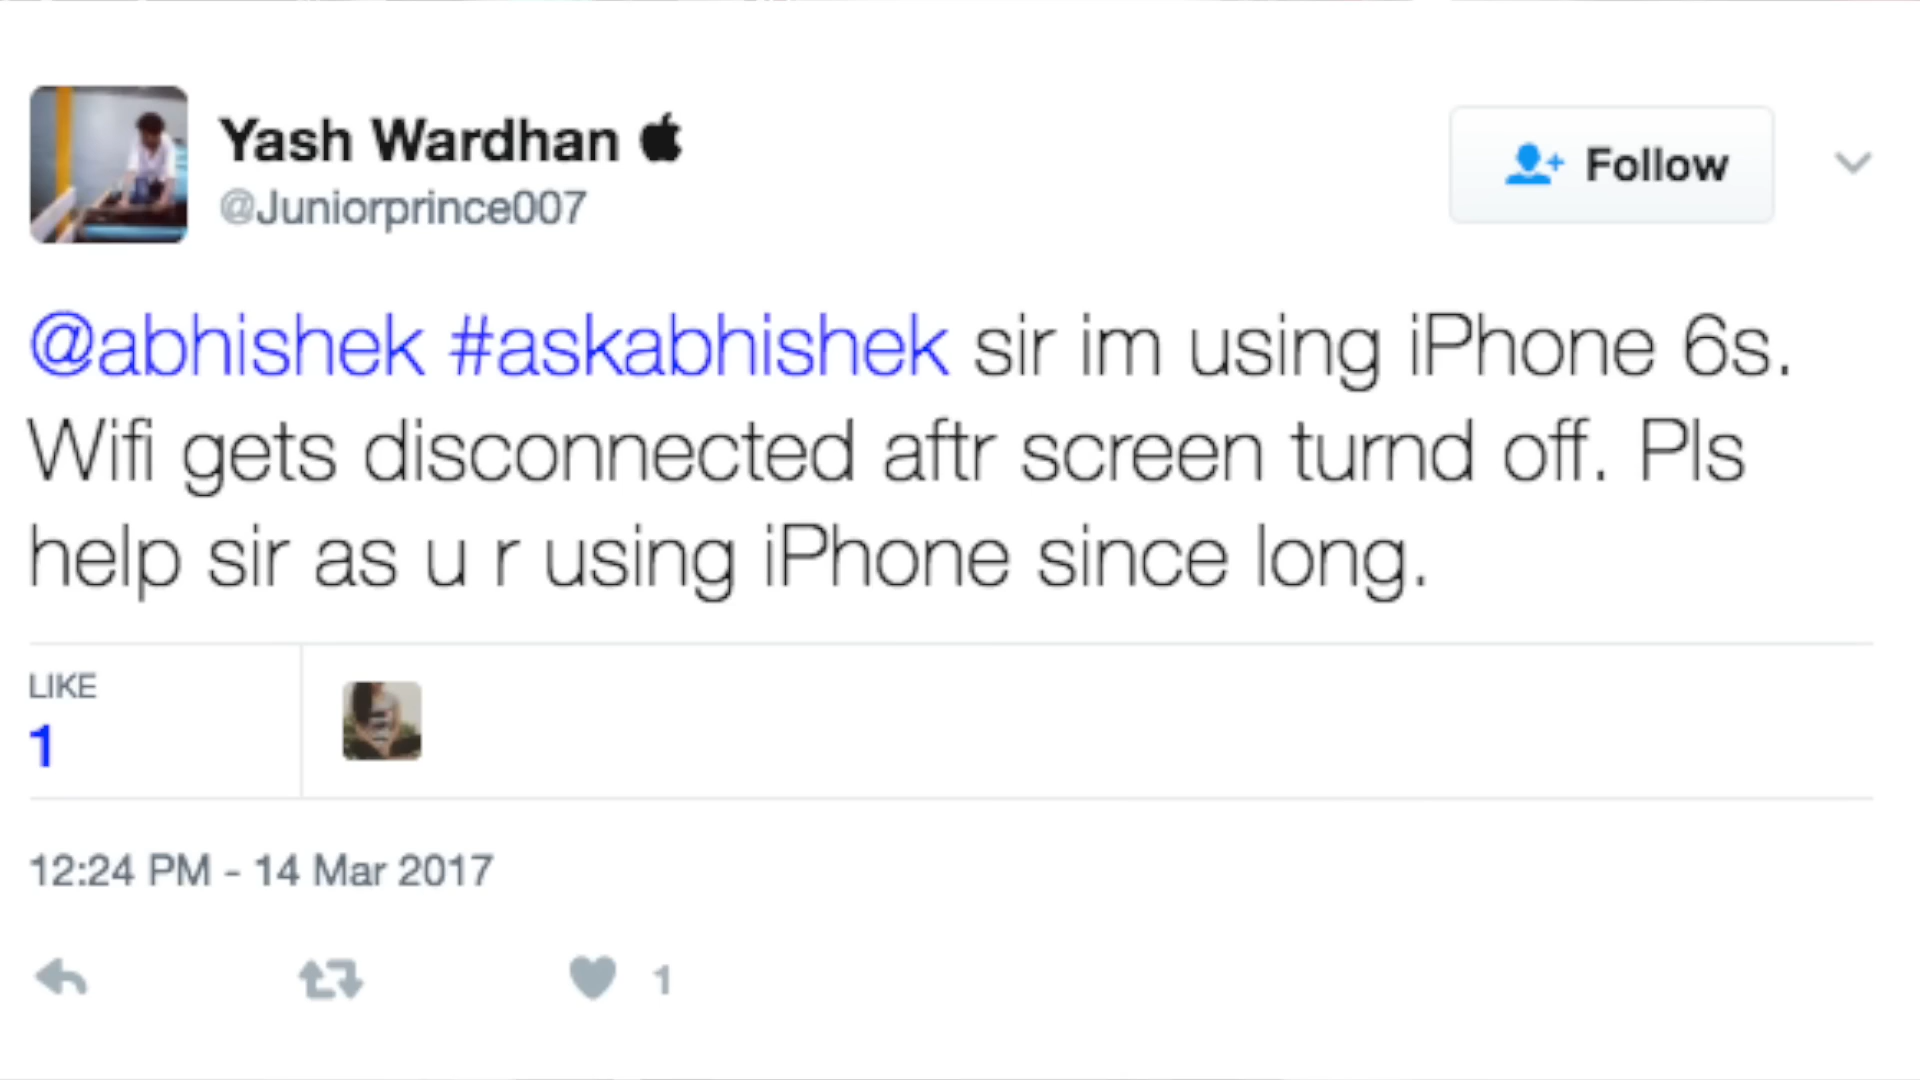 Yash Wardhan
@Juniorprince007
Follow
@abhishek #askabhishek sir im using iPhone 6s.
Wifi gets disconnected aftr screen turnd off. Pls
help sir as u r using iPhone since long.
LIKE
1
12:24 PM - 14 Mar 2017
1